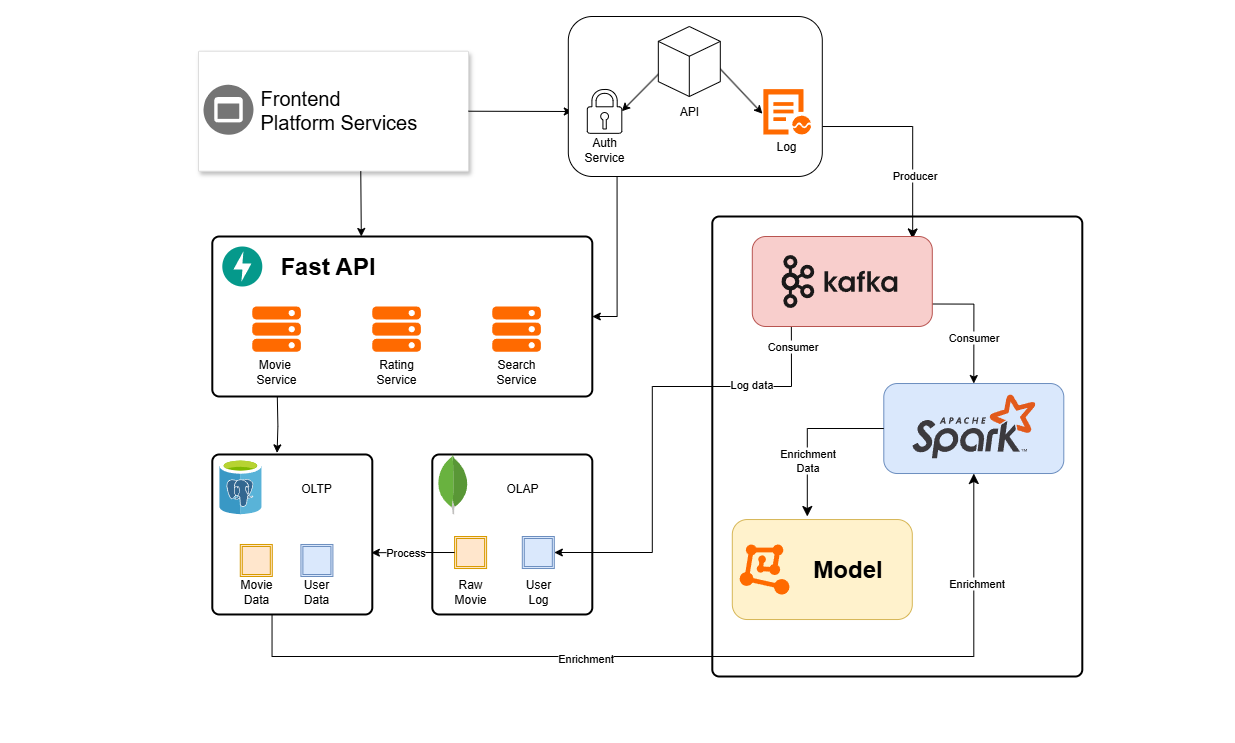 Frontend
Platform Services
API
Auth
Service
Log
Producer
Fast API
Movie
Service
Rating
Service
Search
Service
kafka
Consumer
Consumer
Log data
APACHE
Spark™
Enrichment
Data
Model
OLTP
Movie
Data
User
Data
Process
OLAP
Raw
Movie
User
Log
Enrichment
Enrichment